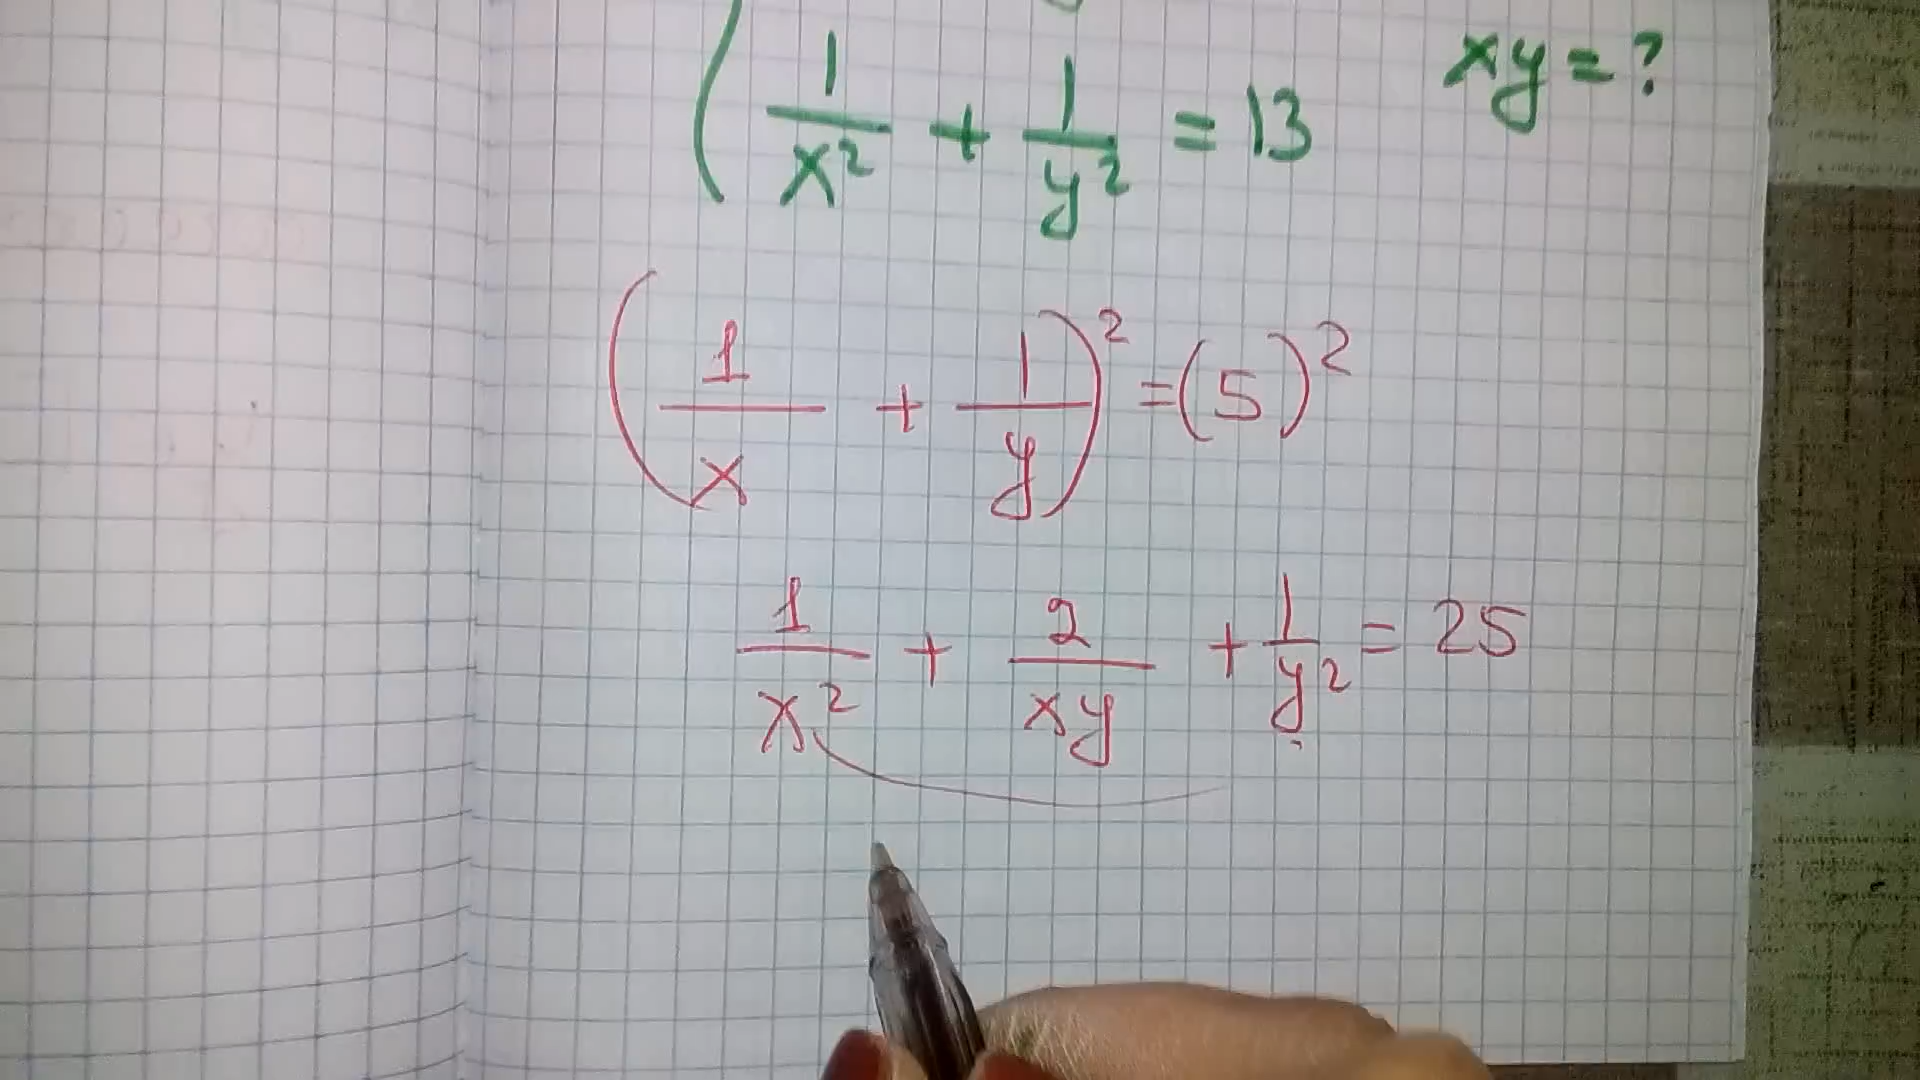 1/x² + 1/y² = 13
xy = ?
(1/x + 1/y)² = (5)²
1/x² + 2/xy + 1/y² = 25